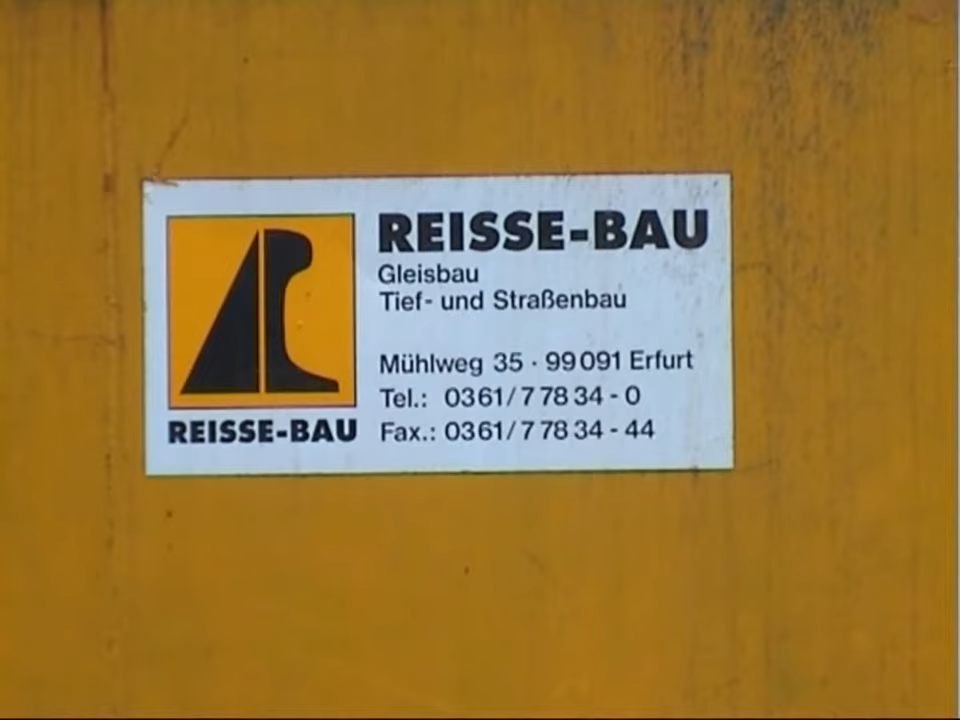 REISSE-BAU
Gleisbau
Tief- und Straßenbau
Mühlweg 35 · 99091 Erfurt
Tel.: 0361/77834-0
Fax.: 0361/77834-44
REISSE-BAU